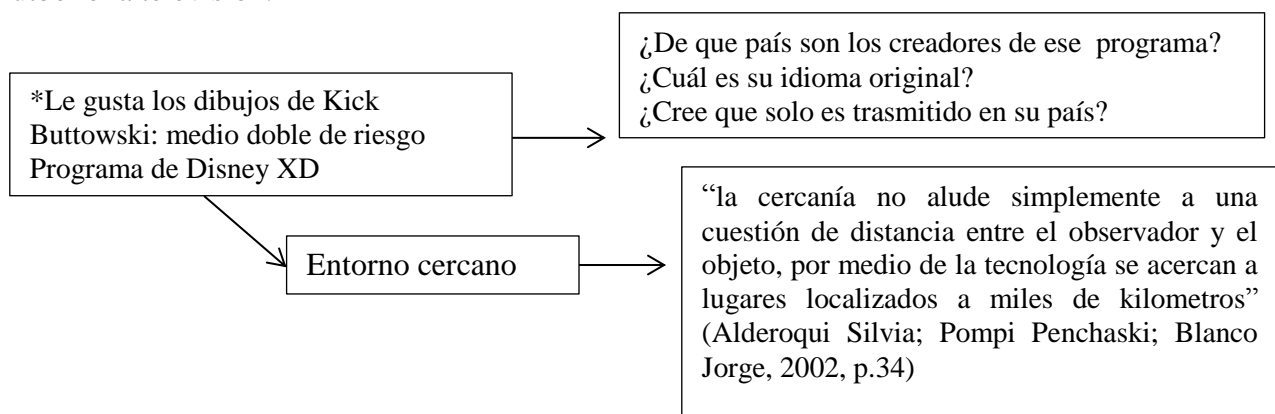 ¿De que país son los creadores de ese programa?
¿Cuál es su idioma original?
¿Cree que solo es trasmitido en su país?
*Le gusta los dibujos de Kick
Buttowski: medio doble de riesgo
Programa de Disney XD
Entorno cercano
“la cercanía no alude simplemente a una
cuestión de distancia entre el observador y el
objeto, por medio de la tecnología se acercan a
lugares localizados a miles de kilometros”
(Alderoqui Silvia; Pompi Penchaski; Blanco
Jorge, 2002, p.34)